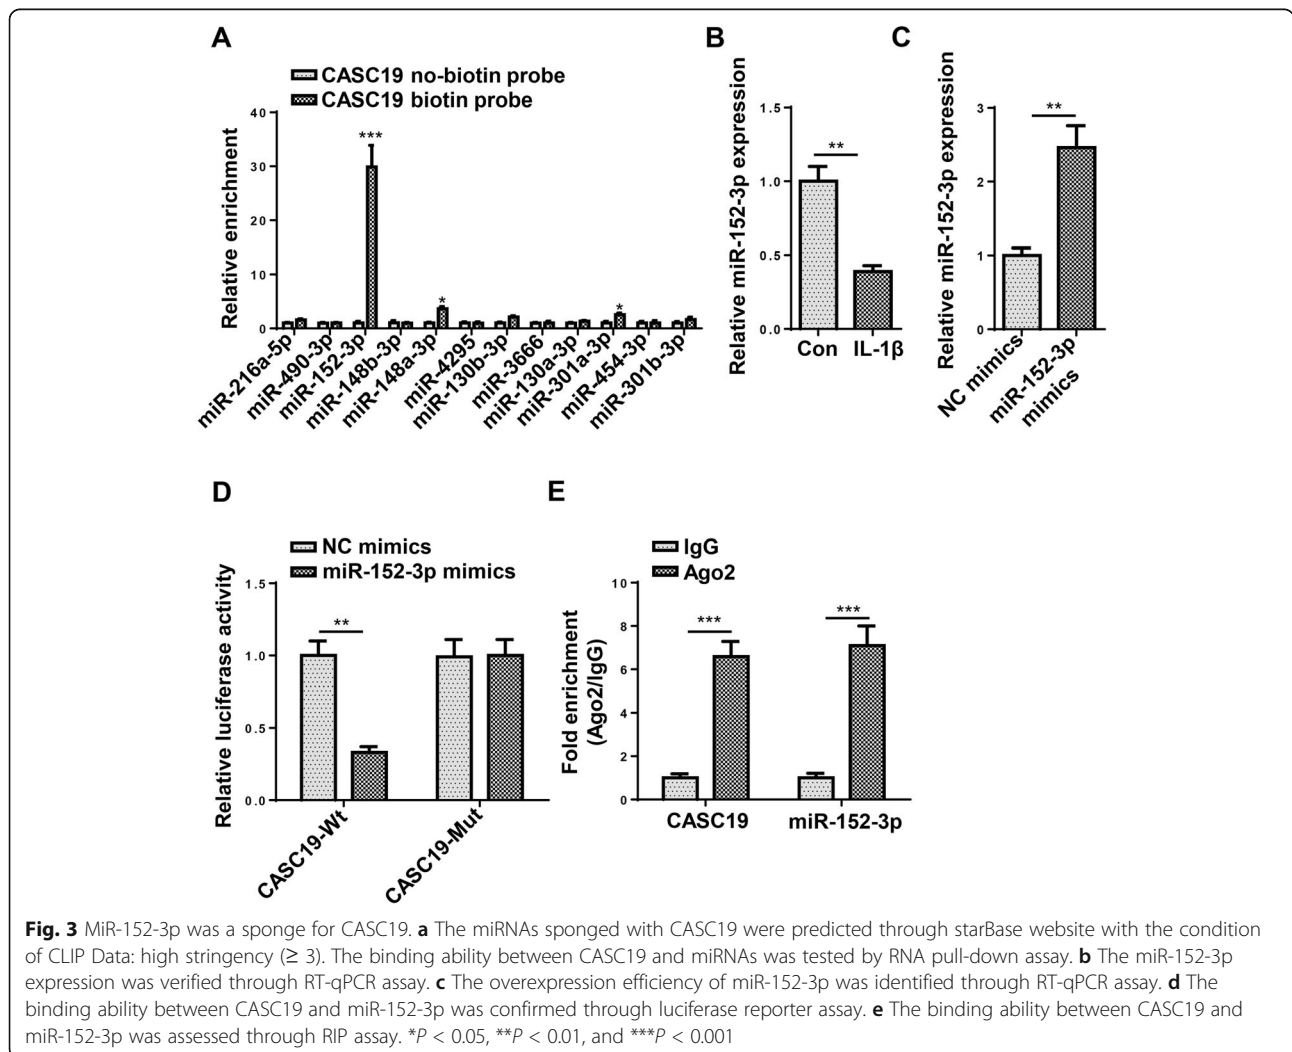 A
CASC19 no-biotin probe
CASC19 biotin probe
Relative enrichment
40
30
20
10
0
***
*
*
miR-216a-5p
miR-490-3p
miR-152-3p
miR-148b-3p
miR-148a-3p
miR-4295
miR-130b-3p
miR-3666
miR-130a-3p
miR-301a-3p
miR-454-3p
miR-301b-3p
B
Relative miR-152-3p expression
1.5
1.0
0.5
0.0
**
Con
IL-1β
C
Relative miR-152-3p expression
3
2
1
0
**
NC mimics
miR-152-3p
mimics
D
NC mimics
miR-152-3p mimics
Relative luciferase activity
1.5
1.0
0.5
0.0
**
CASC19-Wt
CASC19-Mut
E
IgG
Ago2
Fold enrichment
(Ago2/IgG)
10
8
6
4
2
0
***
***
CASC19
miR-152-3p
Fig. 3 MiR-152-3p was a sponge for CASC19. a The miRNAs sponged with CASC19 were predicted through starBase website with the condition
of CLIP Data: high stringency (≥ 3). The binding ability between CASC19 and miRNAs was tested by RNA pull-down assay. b The miR-152-3p
expression was verified through RT-qPCR assay. c The overexpression efficiency of miR-152-3p was identified through RT-qPCR assay. d The
binding ability between CASC19 and miR-152-3p was confirmed through luciferase reporter assay. e The binding ability between CASC19 and
miR-152-3p was assessed through RIP assay. *P < 0.05, **P < 0.01, and ***P < 0.001